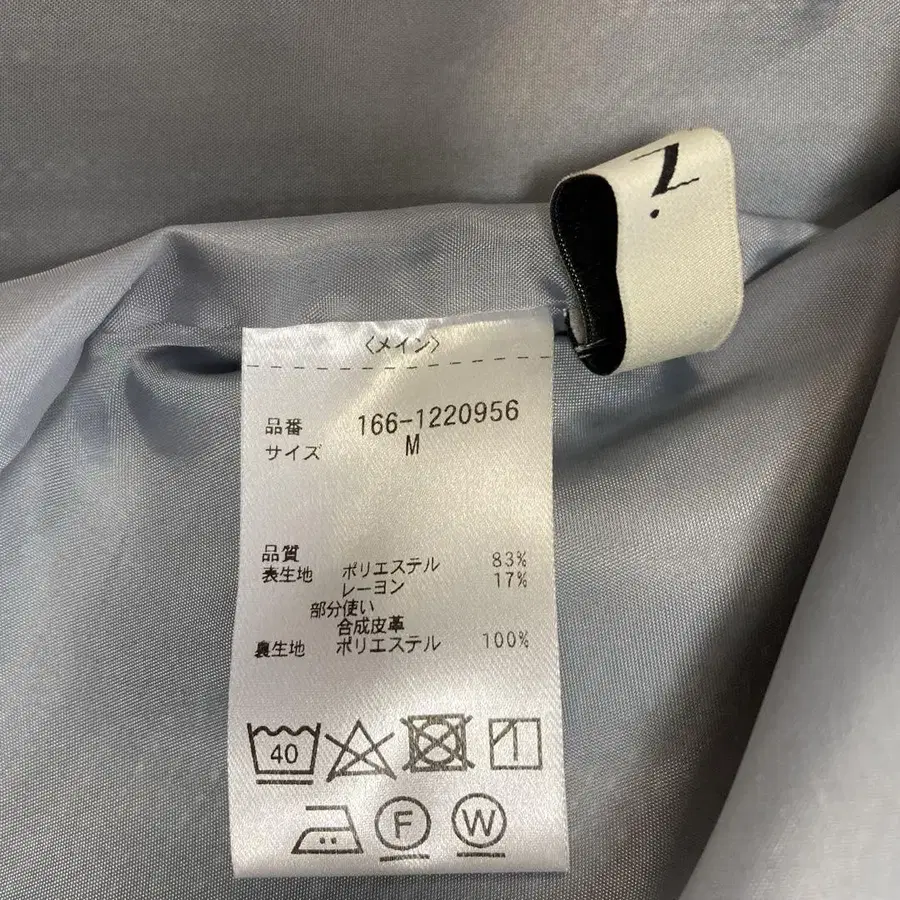 N.
〈メイン〉
品番 166-1220956
サイズ M
品質
表生地 ポリエステル 83%
レーヨン 17%
部分使い
合成皮革
裏生地 ポリエステル 100%
40
F
W